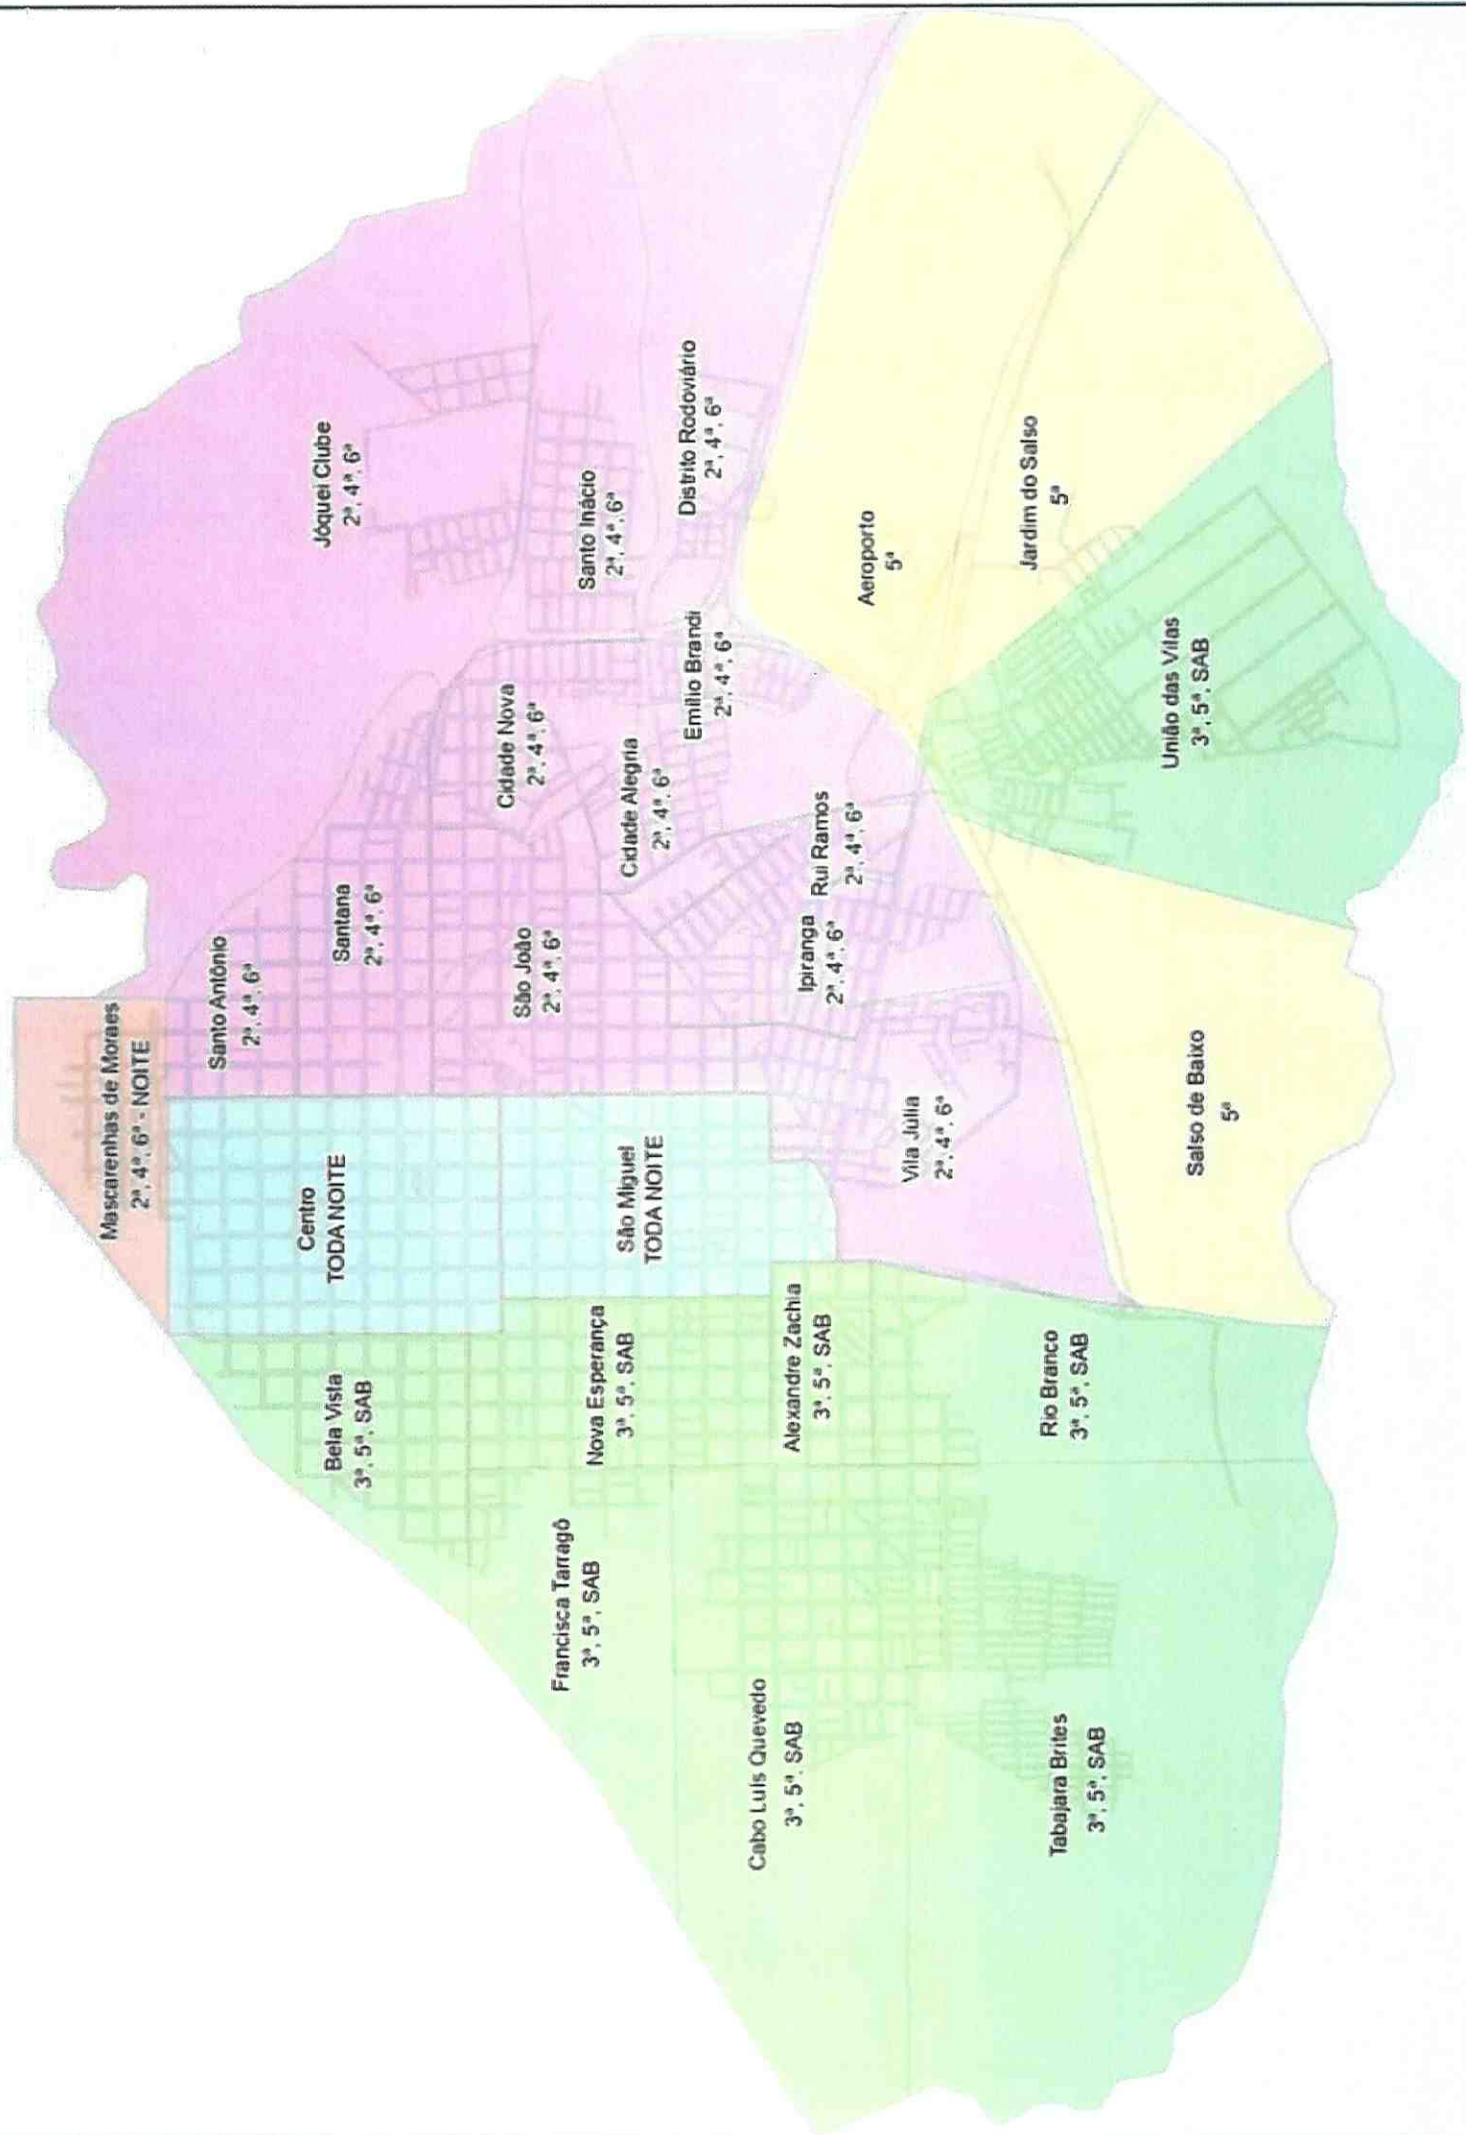 Mascarenhas de Moraes
2ª, 4ª, 6ª - NOITE
Santo Antônio
2ª, 4ª, 6ª
Santana
2ª, 4ª, 6ª
Jóquei Clube
2ª, 4ª, 6ª
Centro
TODA NOITE
Bela Vista
3ª, 5ª, SAB
São João
2ª, 4ª, 6ª
Cidade Nova
2ª, 4ª, 6ª
Santo Inácio
2ª, 4ª, 6ª
Francisca Tarragô
3ª, 5ª, SAB
Nova Esperança
3ª, 5ª, SAB
São Miguel
TODA NOITE
Cidade Alegria
2ª, 4ª, 6ª
Emílio Brandi
2ª, 4ª, 6ª
Distrito Rodoviário
2ª, 4ª, 6ª
Cabo Luís Quevedo
3ª, 5ª, SAB
Alexandre Zachia
3ª, 5ª, SAB
Ipiranga
2ª, 4ª, 6ª
Rui Ramos
2ª, 4ª, 6ª
Aeroporto
5ª
Vila Júlia
2ª, 4ª, 6ª
Jardim do Salso
5ª
Tabajara Brites
3ª, 5ª, SAB
Rio Branco
3ª, 5ª, SAB
Salso de Baixo
5ª
União das Vilas
3ª, 5ª, SAB